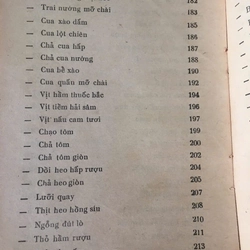 — Trai nướng mỡ chài 182
— Cua xào dấm 183
— Cua lột chiên 185
— Chả cua hấp 186
— Chả cua nướng 187
— Cua bể xào 188
— Cua quấn mỡ chài 190
— Vịt hầm thuốc bắc 192
— Vịt tiềm hải sâm 194
— Vịt nấu cam tươi 196
— Chạo tôm 197
— Chả tôm 199
— Chả tôm giòn 200
— Dồi heo hấp rượu 202
— Chả heo giòn 204
— Lưỡi quay 205
— Thịt heo hồng siu 207
— Ngỗng đút lò 208
— Thỏ hầm rượu 210
211
213